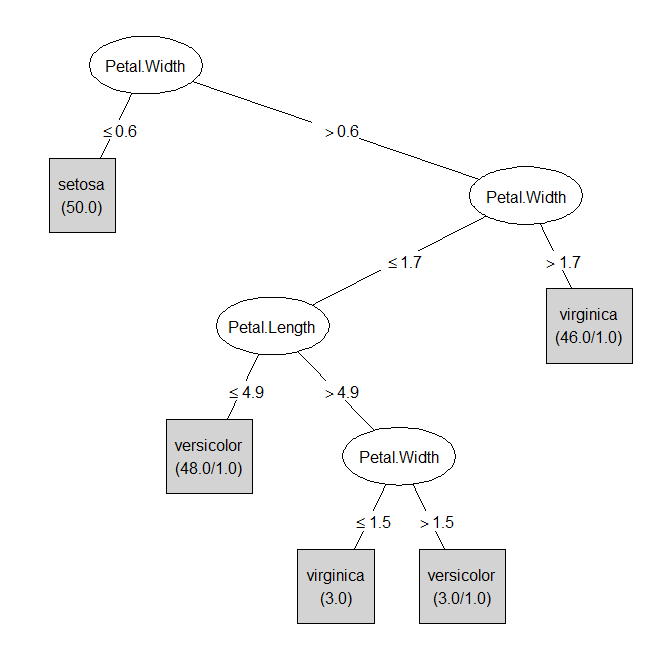 Petal.Width
≤ 0.6
> 0.6
setosa
(50.0)
Petal.Width
≤ 1.7
> 1.7
virginica
(46.0/1.0)
Petal.Length
≤ 4.9
> 4.9
versicolor
(48.0/1.0)
Petal.Width
≤ 1.5
> 1.5
virginica
(3.0)
versicolor
(3.0/1.0)